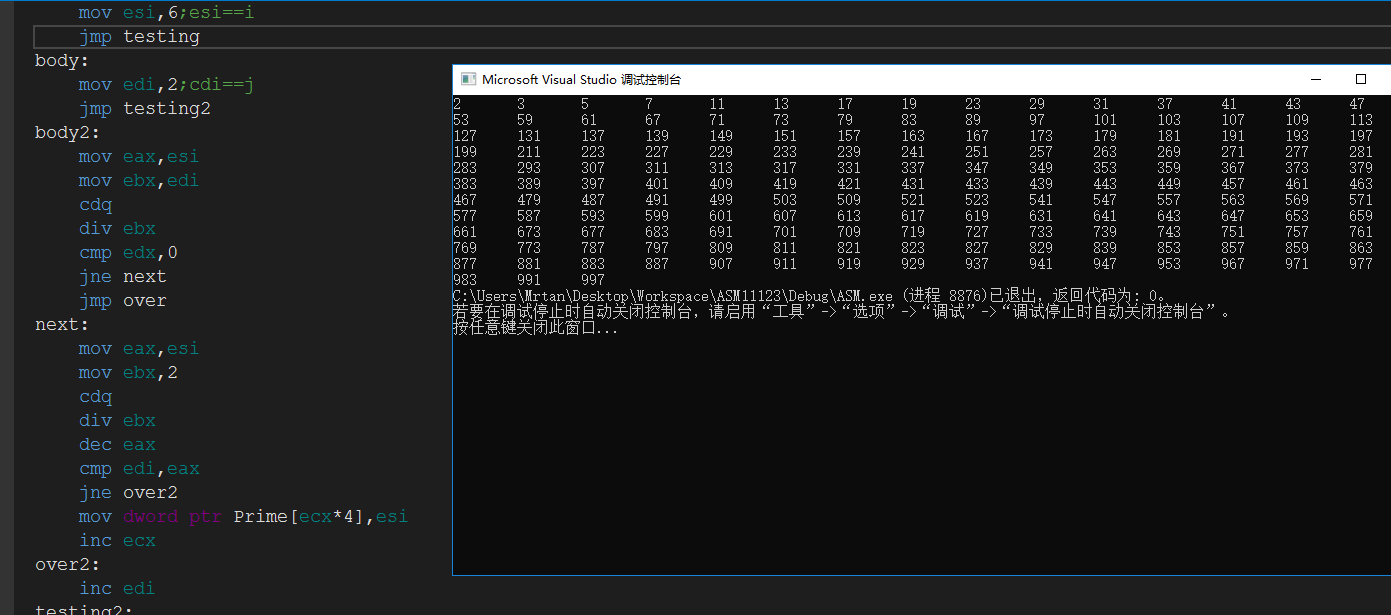 mov esi,6;esi==i
jmp testing
body:
mov edi,2;cdi==j
jmp testing2
body2:
mov eax,esi
mov ebx,edi
cdq
div ebx
cmp edx,0
jne next
jmp over
next:
mov eax,esi
mov ebx,2
cdq
div ebx
dec eax
cmp edi,eax
jne over2
mov dword ptr Prime[ecx*4],esi
inc ecx
over2:
inc edi
testing2:
Microsoft Visual Studio 调试控制台
2 3 5 7 11 13 17 19 23 29 31 37 41 43 47
53 59 61 67 71 73 79 83 89 97 101 103 107 109 113
127 131 137 139 149 151 157 163 167 173 179 181 191 193 197
199 211 223 227 229 233 239 241 251 257 263 269 271 277 281
283 293 307 311 313 317 331 337 347 349 353 359 367 373 379
383 389 397 401 409 419 421 431 433 439 443 449 457 461 463
467 479 487 491 499 503 509 521 523 541 547 557 563 569 571
577 587 593 599 601 607 613 617 619 631 641 643 647 653 659
661 673 677 683 691 701 709 719 727 733 739 743 751 757 761
769 773 787 797 809 811 821 823 827 829 839 853 857 859 863
877 881 883 887 907 911 919 929 937 941 947 953 967 971 977
983 991 997
C:\Users\Mrtan\Desktop\Workspace\ASM11123\Debug\ASM.exe (进程 8876)已退出，返回代码为: 0。
若要在调试停止时自动关闭控制台，请启用“工具”->“选项”->“调试”->“调试停止时自动关闭控制台”。
按任意键关闭此窗口...